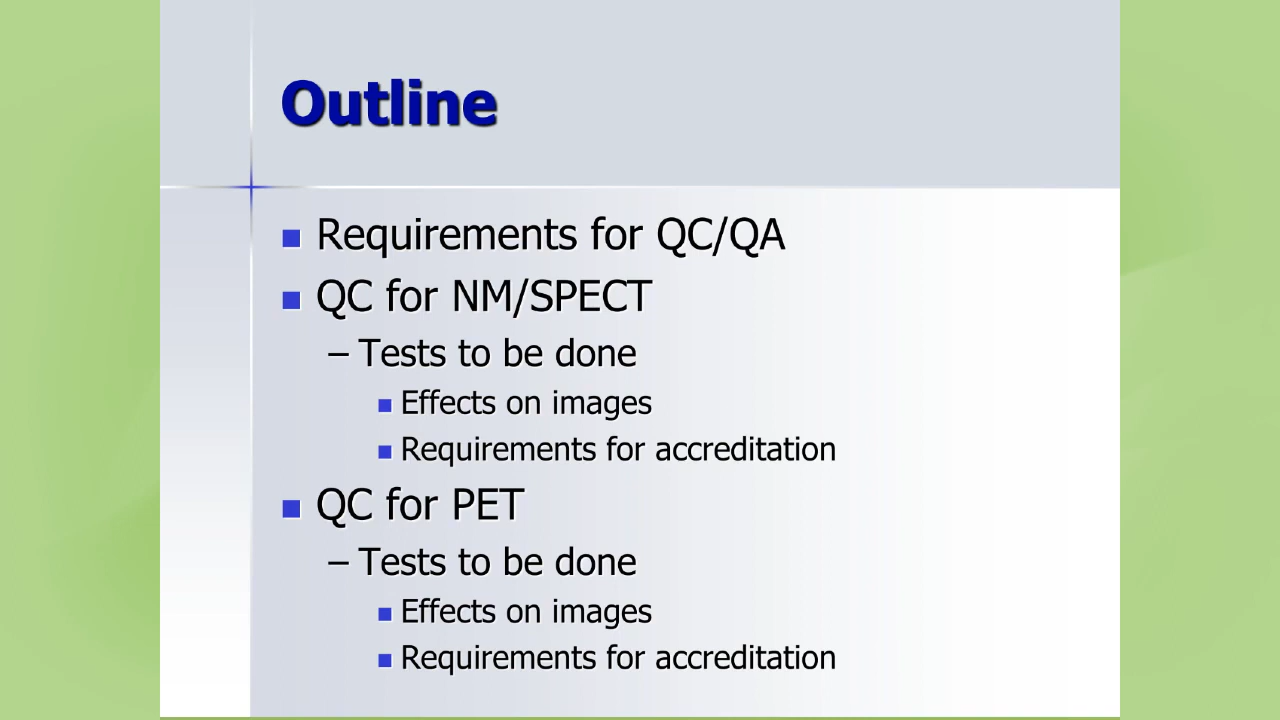 Outline
Requirements for QC/QA
QC for NM/SPECT
– Tests to be done
Effects on images
Requirements for accreditation
QC for PET
– Tests to be done
Effects on images
Requirements for accreditation